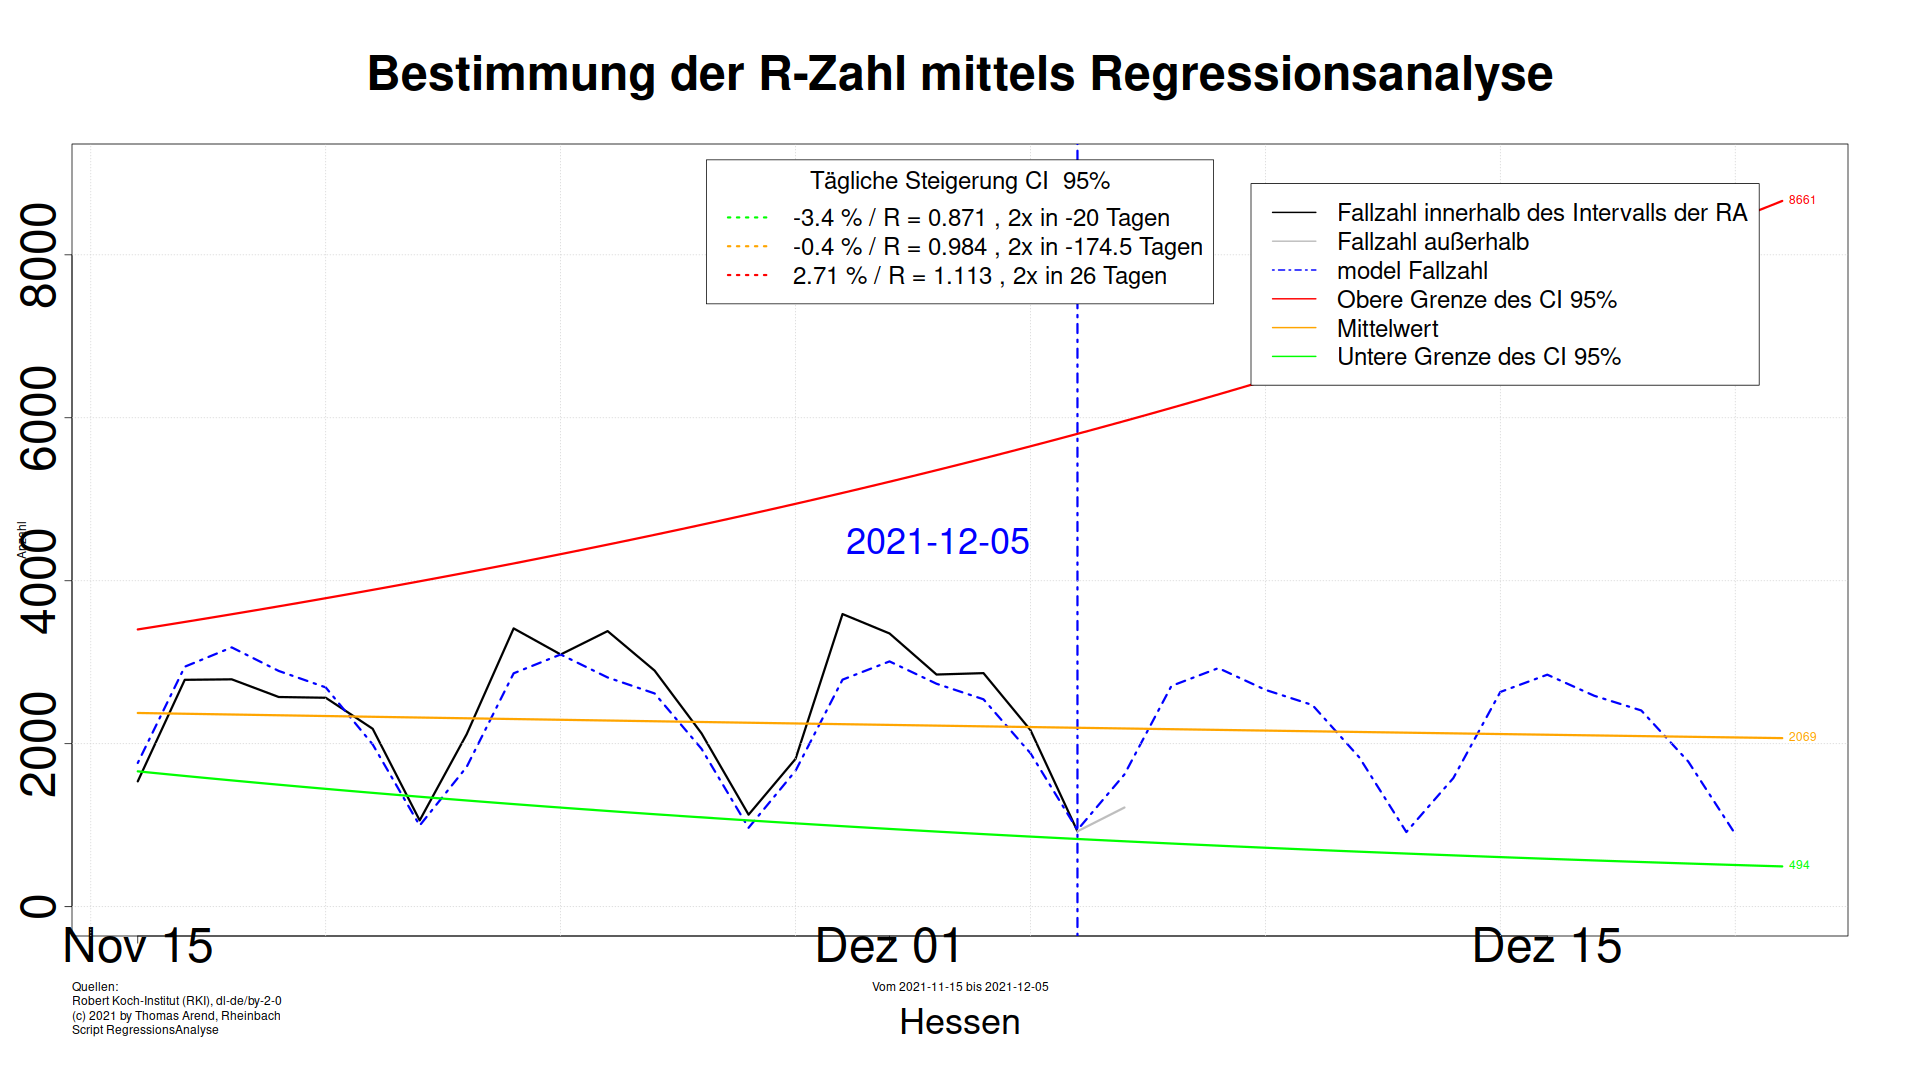 Bestimmung der R-Zahl mittels Regressionsanalyse
Tägliche Steigerung CI  95%
-3.4 % / R = 0.871 , 2x in -20 Tagen
-0.4 % / R = 0.984 , 2x in -174.5 Tagen
2.71 % / R = 1.113 , 2x in 26 Tagen
Fallzahl innerhalb des Intervalls der RA
Fallzahl außerhalb
model Fallzahl
Obere Grenze des CI 95%
Mittelwert
Untere Grenze des CI 95%
8661
8000
6000
4000
2000
0
Anzahl
2021-12-05
2069
494
Nov 15
Dez 01
Dez 15
Quellen:
Robert Koch-Institut (RKI), dl-de/by-2-0
(c) 2021 by Thomas Arend, Rheinbach
Script RegressionsAnalyse
Vom 2021-11-15 bis 2021-12-05
Hessen